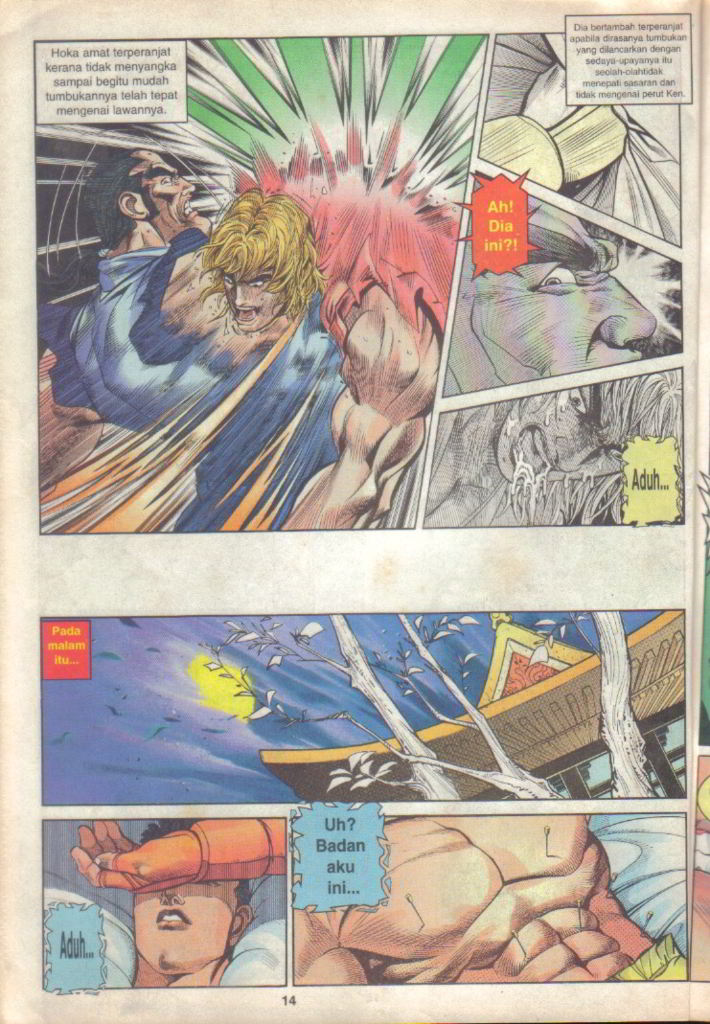 Hoka amat terperanjat
kerana tidak menyangka
sampai begitu mudah
tumbukannya telah tepat
mengenai lawannya.
Dia bertambah terperanjat
apabila dirasanya tumbukan
yang dilancarkan dengan
sedaya-upayanya itu
seolah-olahtidak
menepati sasaran dan
tidak mengenai perut Ken.
Ah!
Dia
ini?!
Aduh...
Pada
malam
itu...
Aduh...
Uh?
Badan
aku
ini...
14